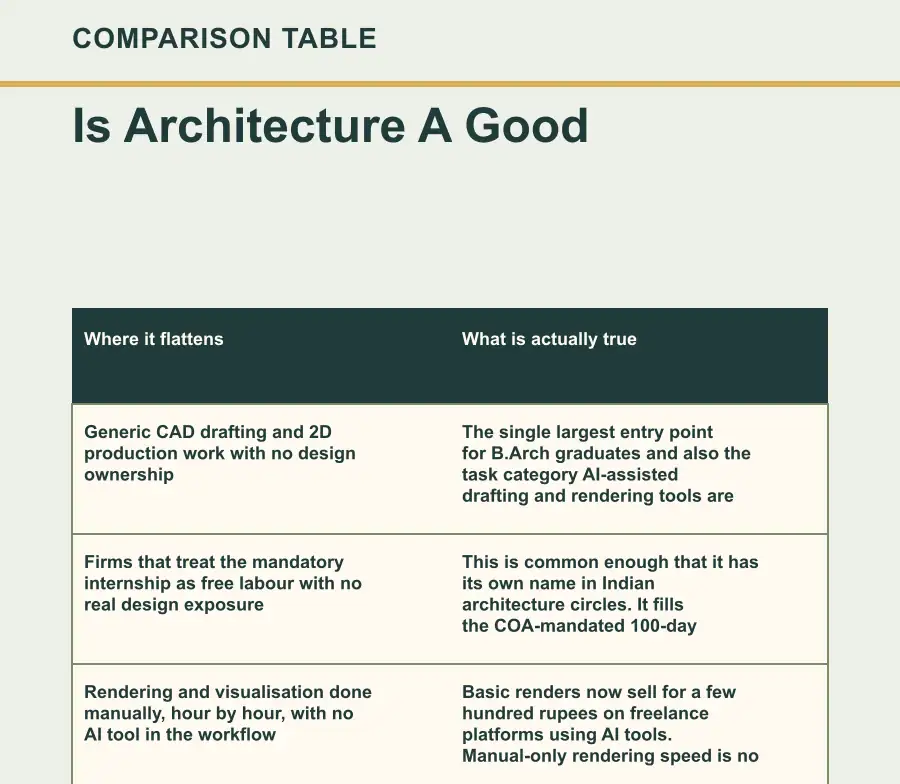 COMPARISON TABLE
Is Architecture A Good
Where it flattens
What is actually true
Generic CAD drafting and 2D
production work with no design
ownership
The single largest entry point
for B.Arch graduates and also the
task category AI-assisted
drafting and rendering tools are
Firms that treat the mandatory
internship as free labour with no
real design exposure
This is common enough that it has
its own name in Indian
architecture circles. It fills
the COA-mandated 100-day
Rendering and visualisation done
manually, hour by hour, with no
AI tool in the workflow
Basic renders now sell for a few
hundred rupees on freelance
platforms using AI tools.
Manual-only rendering speed is no